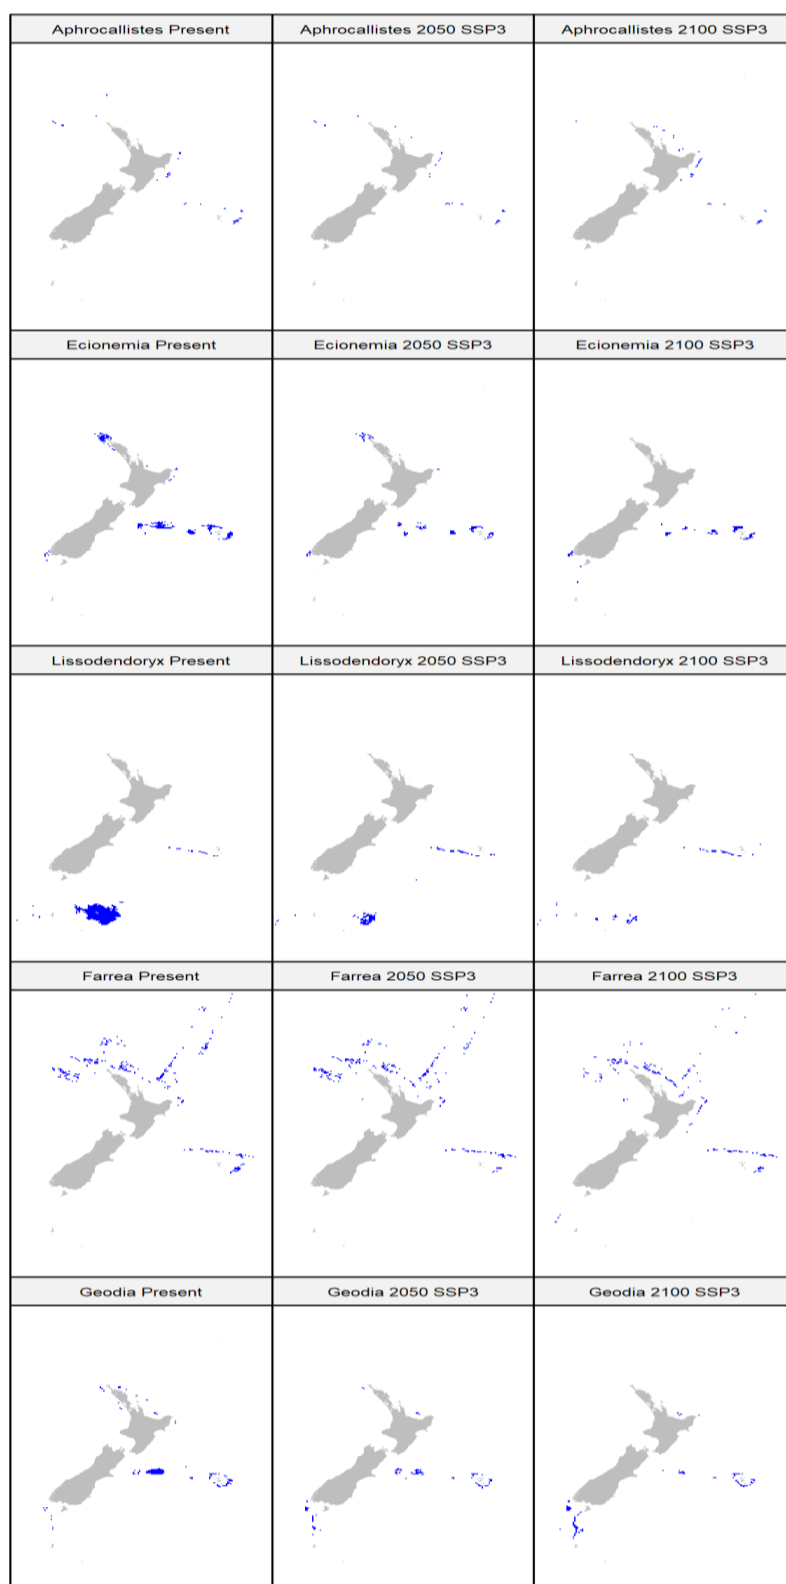 Aphrocallistes Present
Aphrocallistes 2050 SSP3
Aphrocallistes 2100 SSP3
Ecionemia Present
Ecionemia 2050 SSP3
Ecionemia 2100 SSP3
Lissodendoryx Present
Lissodendoryx 2050 SSP3
Lissodendoryx 2100 SSP3
Farrea Present
Farrea 2050 SSP3
Farrea 2100 SSP3
Geodia Present
Geodia 2050 SSP3
Geodia 2100 SSP3